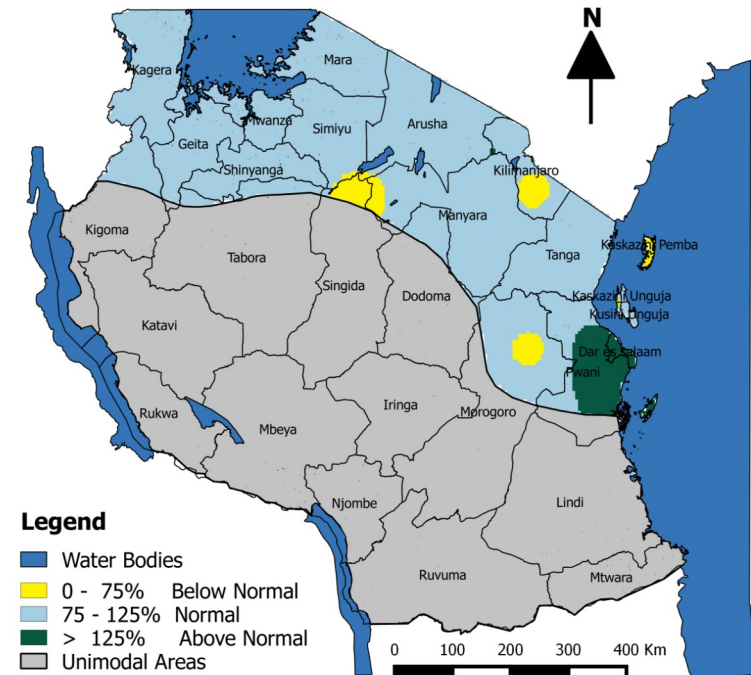 N
Mara
Kagera
Mwanza
Arusha
Simiyu
Geita
Shinyanga
Kilimanjaro
Manyara
Kigoma
Kaskazini Pemba
Tanga
Tabora
Singida
Dodoma
Kaskazini Unguja
Kusini Unguja
Katavi
Dar es salaam
Pwani
Rukwa
Iringa
Morogoro
Mbeya
Njombe
Lindi
Ruvuma
Mtwara
Legend
Water Bodies
0 - 75% Below Normal
75 - 125% Normal
> 125% Above Normal
Unimodal Areas
0 100 200 300 400 Km